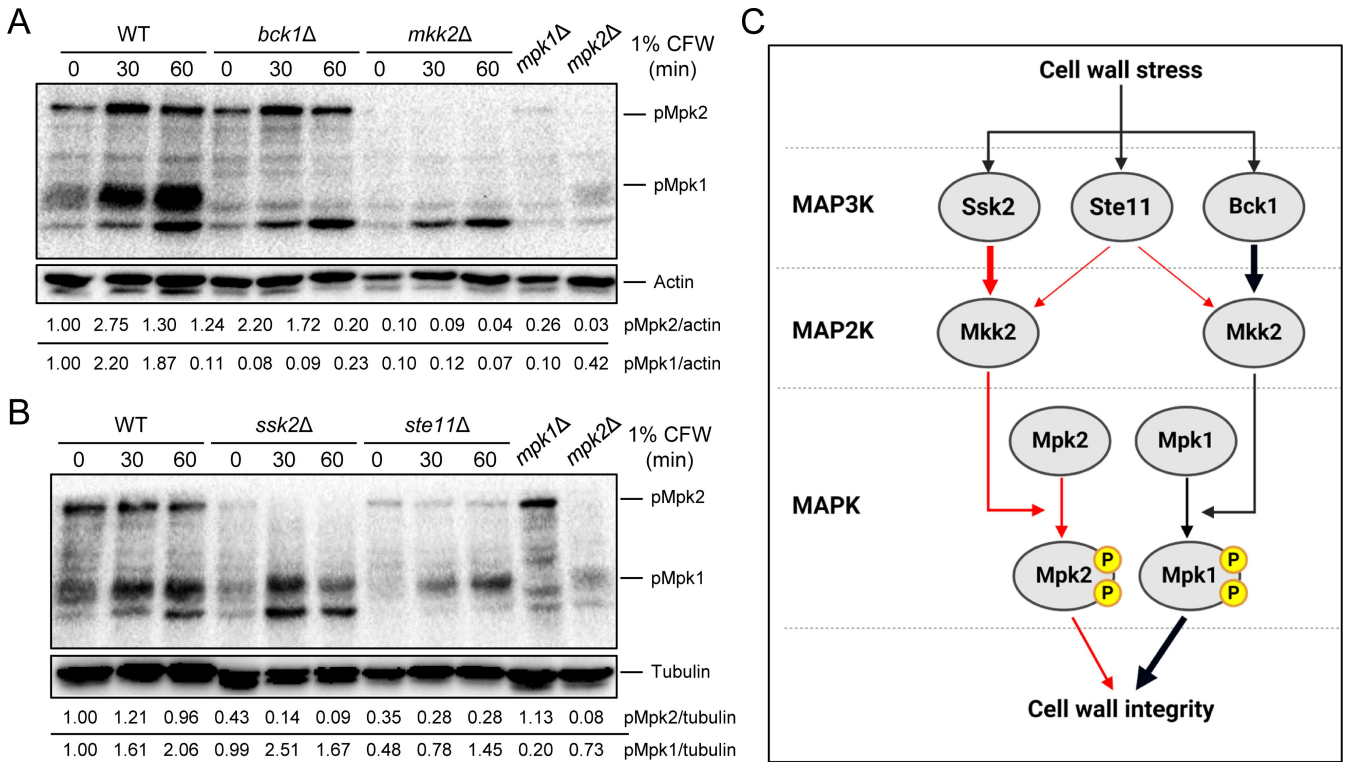 A
WT bck1Δ mkk2Δ mpk1Δ mpk2Δ 1% CFW
0 30 60 0 30 60 0 30 60 (min)
pMpk2
pMpk1
Actin
1.00 2.75 1.30 1.24 2.20 1.72 0.20 0.10 0.09 0.04 0.26 0.03 pMpk2/actin
1.00 2.20 1.87 0.11 0.08 0.09 0.23 0.10 0.12 0.07 0.10 0.42 pMpk1/actin
B
WT ssk2Δ ste11Δ mpk1Δ mpk2Δ 1% CFW
0 30 60 0 30 60 0 30 60 (min)
pMpk2
pMpk1
Tubulin
1.00 1.21 0.96 0.43 0.14 0.09 0.35 0.28 0.28 1.13 0.08 pMpk2/tubulin
1.00 1.61 2.06 0.99 2.51 1.67 0.48 0.78 1.45 0.20 0.73 pMpk1/tubulin
C
Cell wall stress
MAP3K Ssk2 Ste11 Bck1
MAP2K Mkk2 Mkk2
Mpk2 Mpk1
MAPK
Mpk2 P P Mpk1 P P
Cell wall integrity